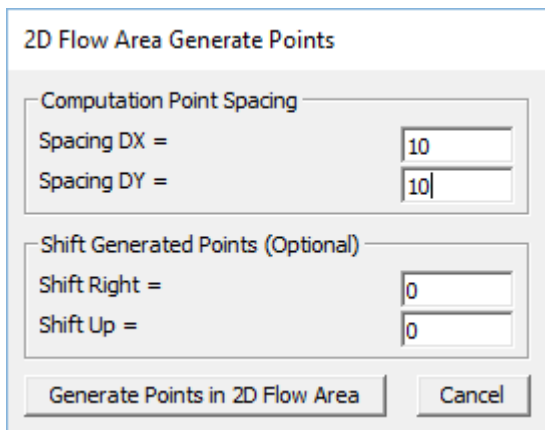 2D Flow Area Generate Points
Computation Point Spacing
Spacing DX = 10
Spacing DY = 10
Shift Generated Points (Optional)
Shift Right = 0
Shift Up = 0
Generate Points in 2D Flow Area Cancel